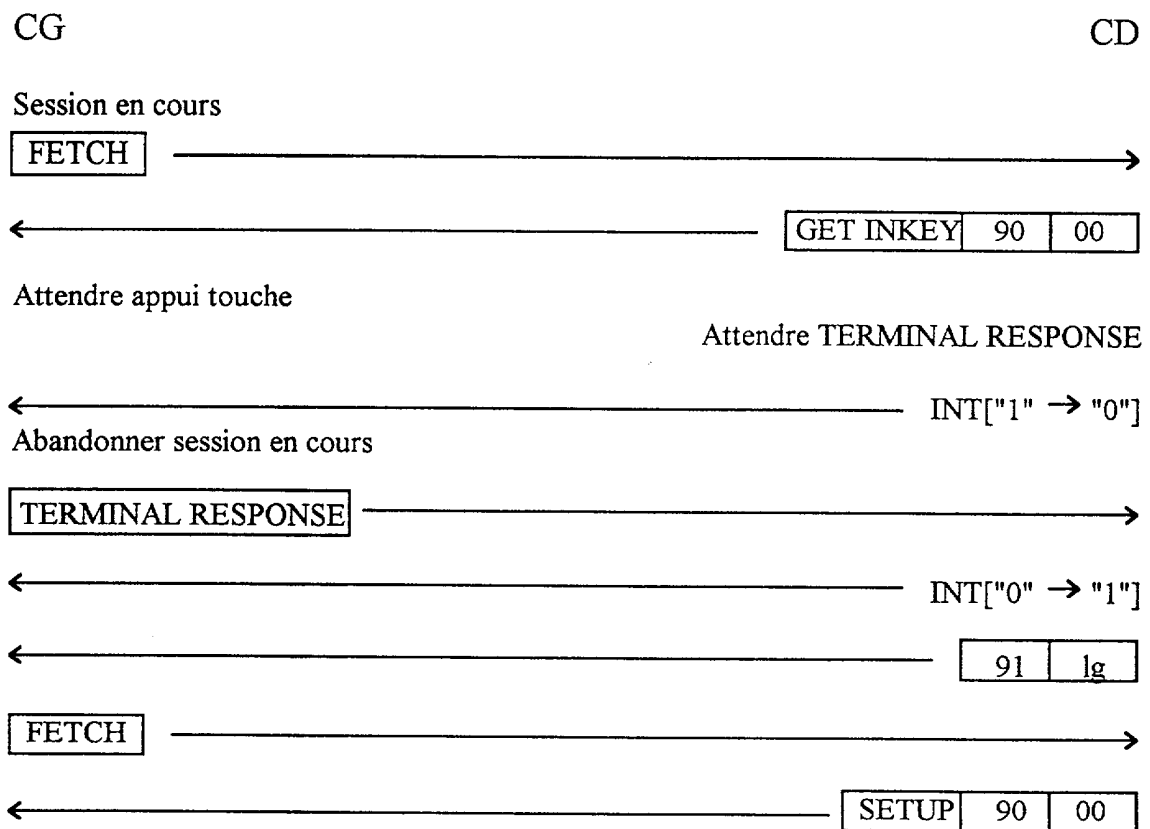 CG CD
Session en cours
FETCH
GET INKEY 90 00
Attendre appui touche
Attendre TERMINAL RESPONSE
INT["1" → "0"]
Abandonner session en cours
TERMINAL RESPONSE
INT["0" → "1"]
91 lg
FETCH
SETUP 90 00